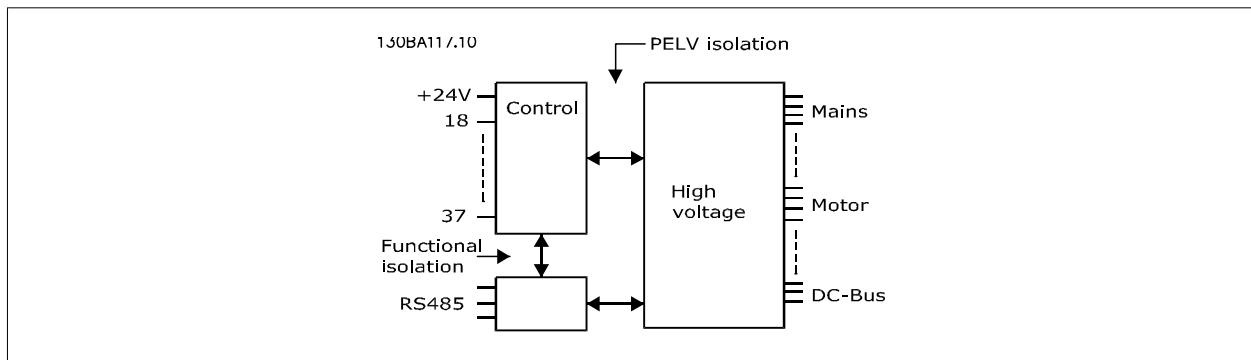 130BA117.10
PELV isolation
+24V
Control
18
Mains
High
voltage
37
Motor
Functional
isolation
RS485
DC-Bus